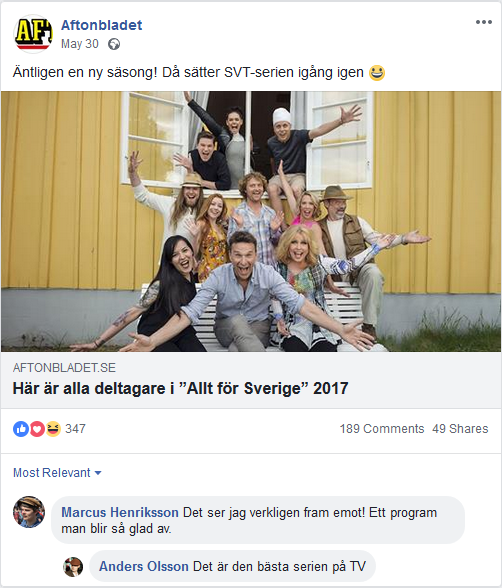 AF
Aftonbladet
May 30
Äntligen en ny säsong! Då sätter SVT-serien igång igen
AFTONBLADET.SE
Här är alla deltagare i ”Allt för Sverige” 2017
347
189 Comments 49 Shares
Most Relevant
Marcus Henriksson Det ser jag verkligen fram emot! Ett program
man blir så glad av.
Anders Olsson Det är den bästa serien på TV